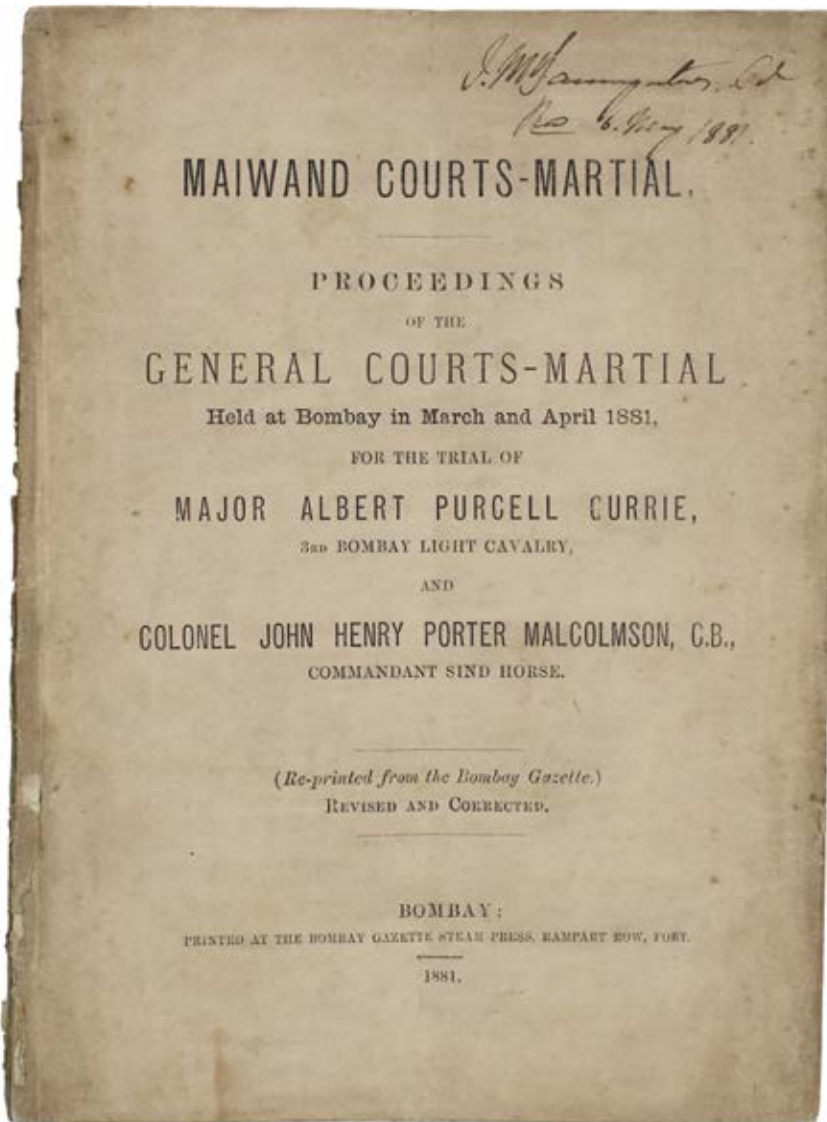 6. May 1881.
MAIWAND COURTS-MARTIAL.
PROCEEDINGS
OF THE
GENERAL COURTS-MARTIAL
Held at Bombay in March and April 1881,
FOR THE TRIAL OF
MAJOR ALBERT PURCELL CURRIE,
3RD BOMBAY LIGHT CAVALRY,
AND
COLONEL JOHN HENRY PORTER MALCOLMSON, C.B.,
COMMANDANT SIND HORSE.
(Re-printed from the Bombay Gazette.)
REVISED AND CORRECTED.
BOMBAY:
PRINTED AT THE BOMBAY GAZETTE STEAM PRESS, RAMPART ROW, FORT.
1881.